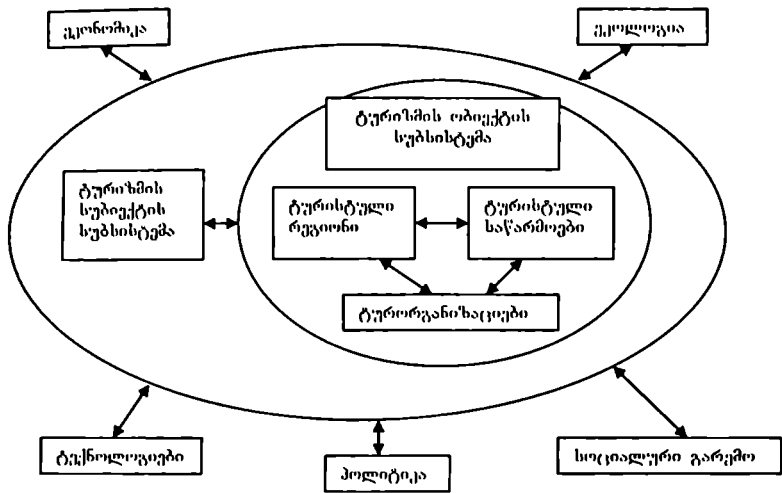 ეკონომიკა
ეკოლოგია
ტურიზმის ობიექტის
სუბსისტემა
ტურიზმის
სუბიექტის
სუბსისტემა
ტურისტული
რეგიონი
ტურისტული
საწარმოები
ტურორგანიზაციები
ტექნოლოგიები
პოლიტიკა
სოციალური გარემო